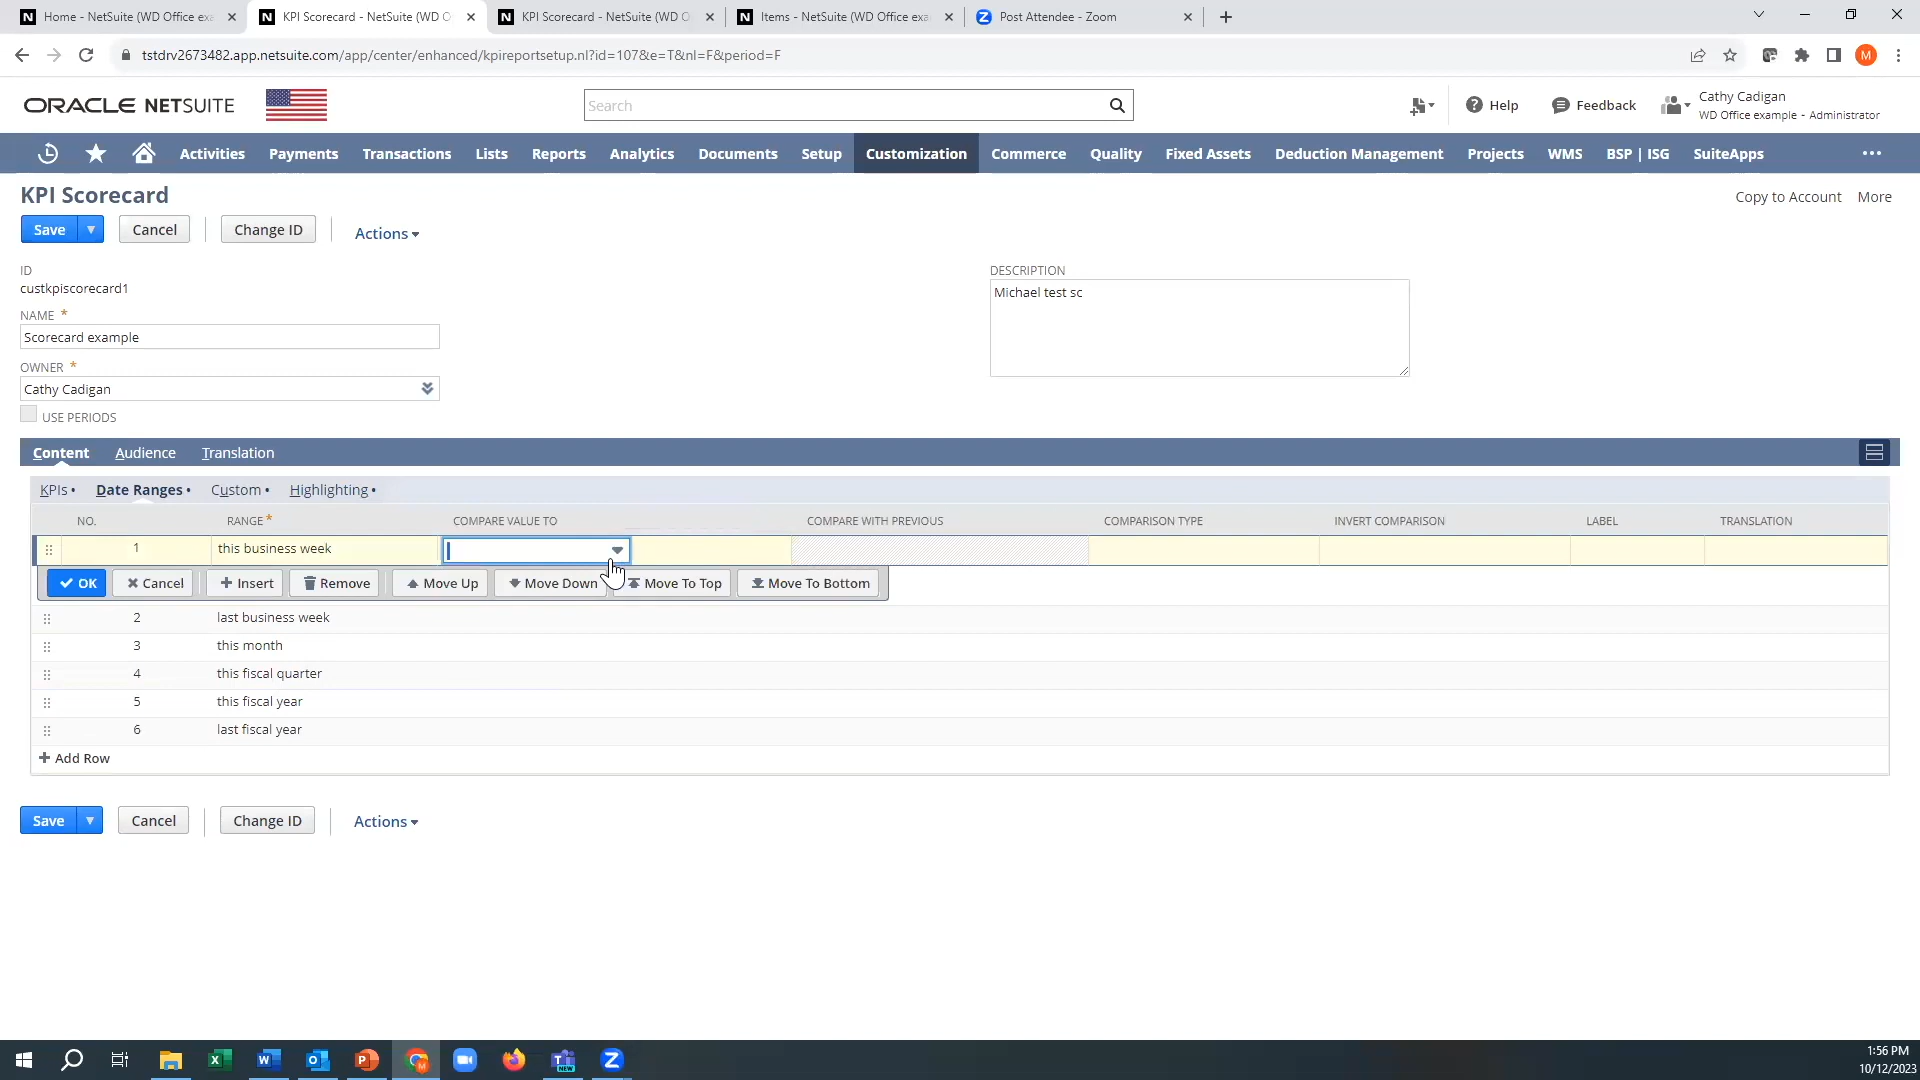 Home - NetSuite (WD Office exa
KPI Scorecard - NetSuite (WD O
KPI Scorecard - NetSuite (WD O
Items - NetSuite (WD Office exa
Post Attendee - Zoom
tstdrv2673482.app.netsuite.com/app/center/enhanced/kpireportsetup.nl?id=107&e=T&nl=F&period=F
M
ORACLE NETSUITE
Search
Help
Feedback
Cathy Cadigan
WD Office example - Administrator
Activities Payments Transactions Lists Reports Analytics Documents Setup Customization Commerce Quality Fixed Assets Deduction Management Projects WMS BSP | ISG SuiteApps
KPI Scorecard
Copy to Account More
Save Cancel Change ID Actions
ID
custkpiscorecard1
NAME *
Scorecard example
OWNER *
Cathy Cadigan
USE PERIODS
DESCRIPTION
Michael test sc
Content Audience Translation
KPIs • Date Ranges • Custom • Highlighting •
NO. RANGE * COMPARE VALUE TO COMPARE WITH PREVIOUS COMPARISON TYPE INVERT COMPARISON LABEL TRANSLATION
1 this business week
OK Cancel Insert Remove Move Up Move Down Move To Top Move To Bottom
2 last business week
3 this month
4 this fiscal quarter
5 this fiscal year
6 last fiscal year
+ Add Row
Save Cancel Change ID Actions
1:56 PM
10/12/2023